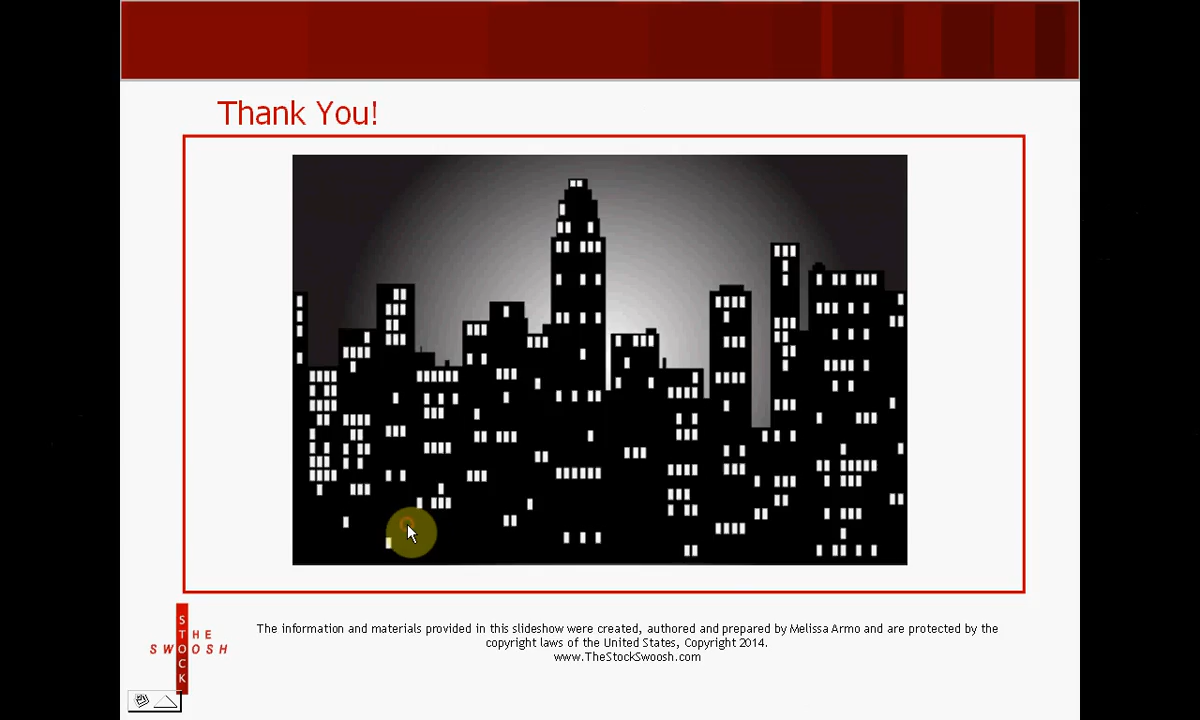 Thank You!
THE
STOCK
SWOOSH
The information and materials provided in this slideshow were created, authored and prepared by Melissa Armo and are protected by the
copyright laws of the United States, Copyright 2014.
www.TheStockSwoosh.com